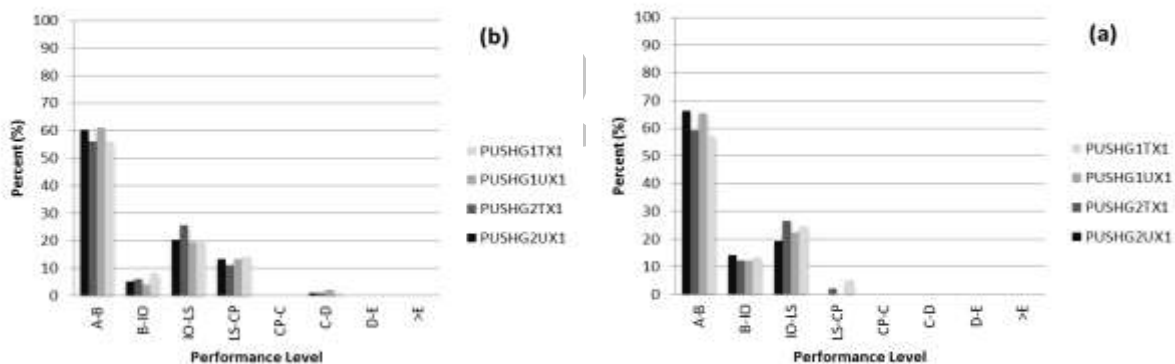 100
90
80
70
60
50
40
30
20
10
0
Percent (%)
A-B
B-IO
IO-LS
LS-CP
CP-C
C-D
D-E
>E
Performance Level
(b)
PUSHG1TX1
PUSHG1UX1
PUSHG2TX1
PUSHG2UX1
100
90
80
70
60
50
40
30
20
10
0
Percent (%)
A-B
B-IO
IO-LS
LS-CP
CP-C
C-D
D-E
>E
Performance Level
(a)
PUSHG1TX1
PUSHG1UX1
PUSHG2TX1
PUSHG2UX1